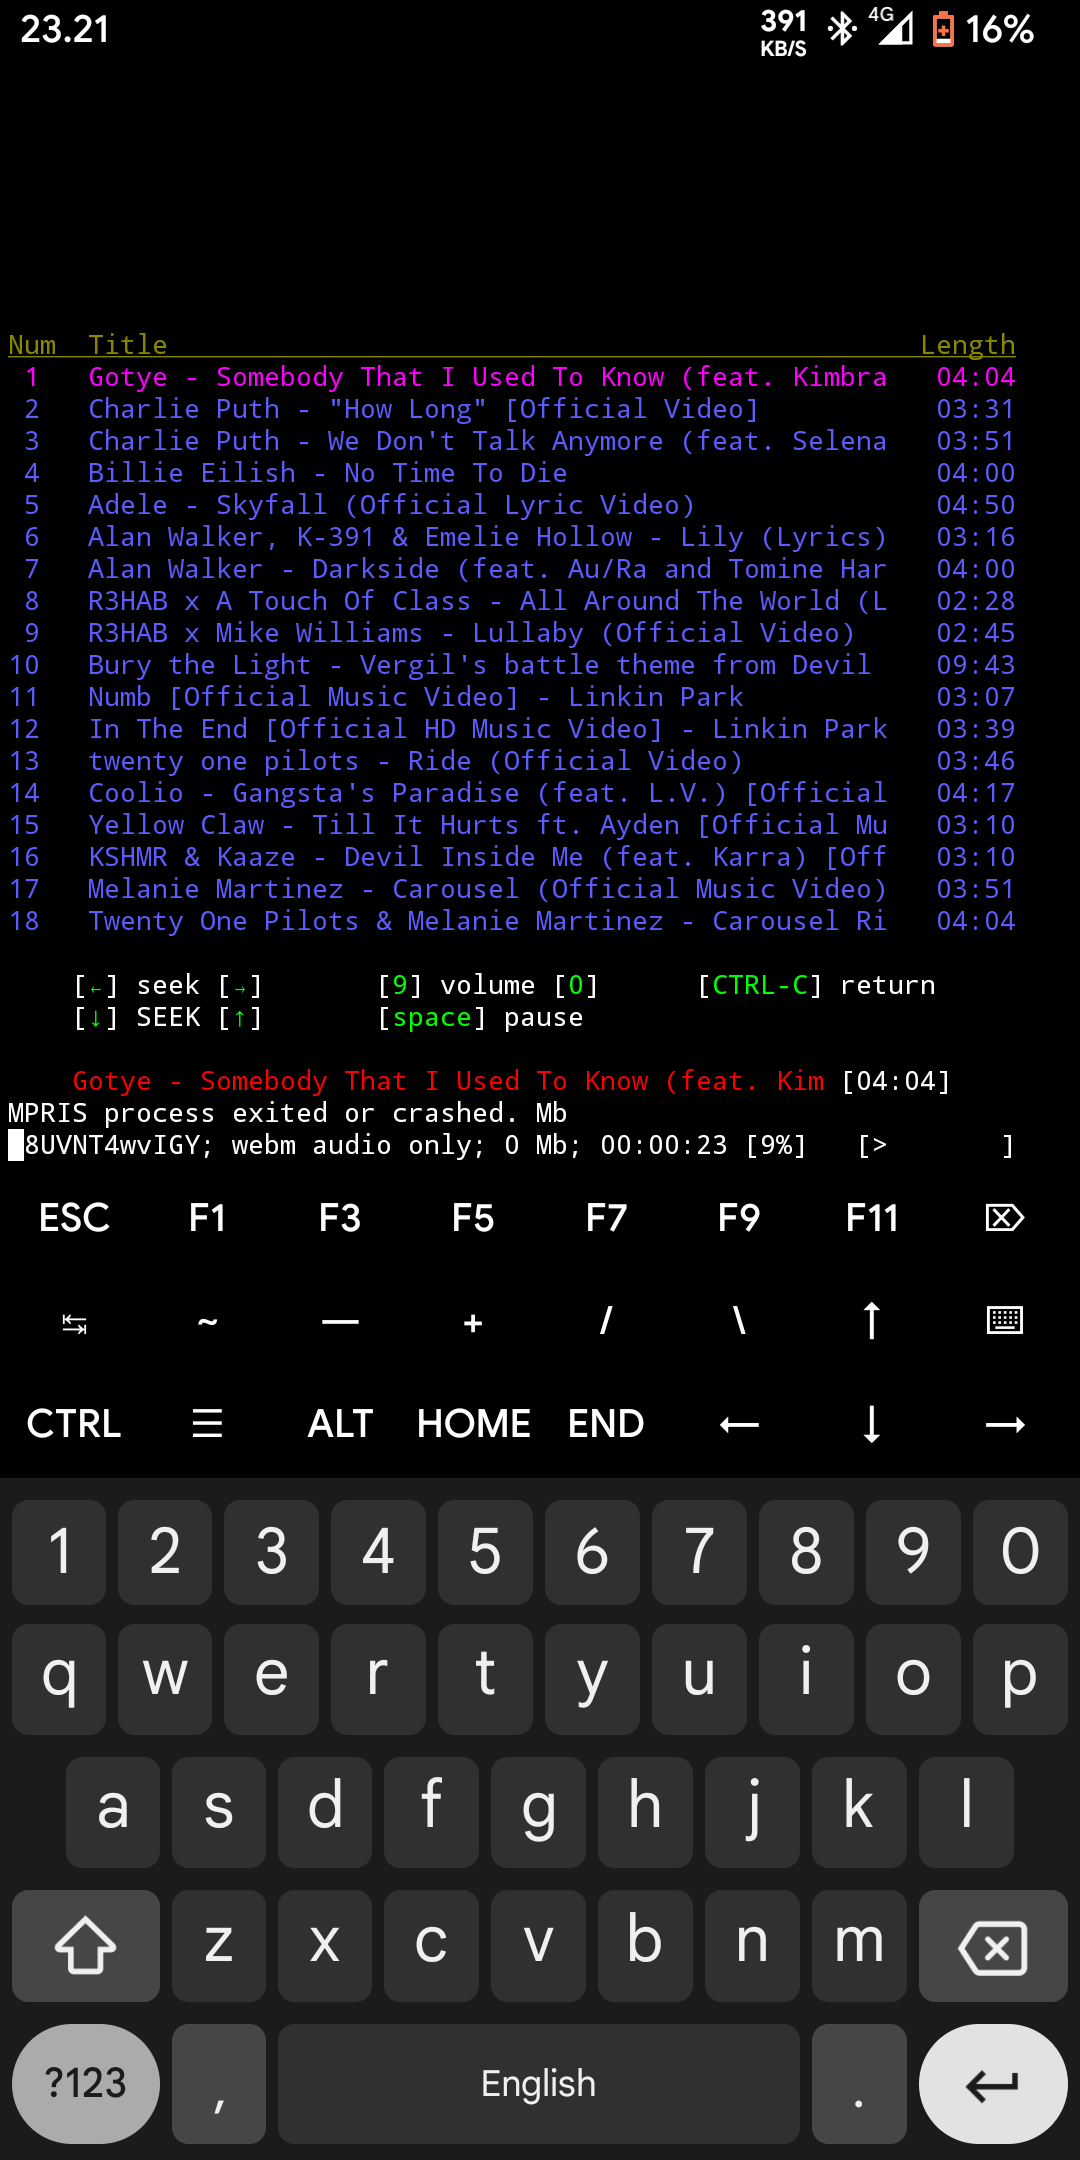 23.21 391 KB/S 4G 16%
Num Title Length
1 Gotye - Somebody That I Used To Know (feat. Kimbra 04:04
2 Charlie Puth - "How Long" [Official Video] 03:31
3 Charlie Puth - We Don't Talk Anymore (feat. Selena 03:51
4 Billie Eilish - No Time To Die 04:00
5 Adele - Skyfall (Official Lyric Video) 04:50
6 Alan Walker, K-391 & Emelie Hollow - Lily (Lyrics) 03:16
7 Alan Walker - Darkside (feat. Au/Ra and Tomine Har 04:00
8 R3HAB x A Touch Of Class - All Around The World (L 02:28
9 R3HAB x Mike Williams - Lullaby (Official Video) 02:45
10 Bury the Light - Vergil's battle theme from Devil 09:43
11 Numb [Official Music Video] - Linkin Park 03:07
12 In The End [Official HD Music Video] - Linkin Park 03:39
13 twenty one pilots - Ride (Official Video) 03:46
14 Coolio - Gangsta's Paradise (feat. L.V.) [Official 04:17
15 Yellow Claw - Till It Hurts ft. Ayden [Official Mu 03:10
16 KSHMR & Kaaze - Devil Inside Me (feat. Karra) [Off 03:10
17 Melanie Martinez - Carousel (Official Music Video) 03:51
18 Twenty One Pilots & Melanie Martinez - Carousel Ri 04:04
[←] seek [→] [9] volume [0] [CTRL-C] return
[↓] SEEK [↑] [space] pause
Gotye - Somebody That I Used To Know (feat. Kim [04:04]
MPRIS process exited or crashed. Mb
8UVNT4wvIGY; webm audio only; 0 Mb; 00:00:23 [9%] [> ]
ESC F1 F3 F5 F7 F9 F11 ⌦
↹ ~ — + / \ ↑ ⌨
CTRL ☰ ALT HOME END ← ↓ →
1 2 3 4 5 6 7 8 9 0
q w e r t y u i o p
a s d f g h j k l
z x c v b n m
?123 , English .